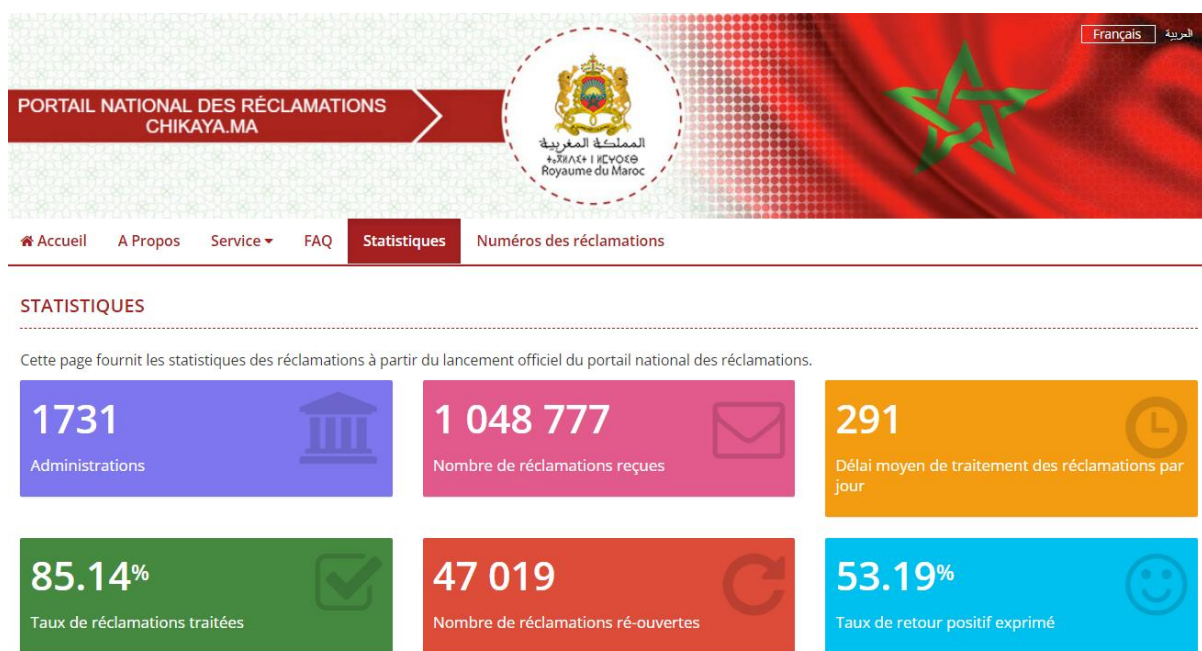 Français العربية
PORTAIL NATIONAL DES RÉCLAMATIONS
CHIKAYA.MA
المملكة المغربية
ⵜⴰⴳⵍⴷⵉⵜ ⵏ ⵍⵎⵖⵔⵉⴱ
Royaume du Maroc
Accueil A Propos Service FAQ Statistiques Numéros des réclamations
STATISTIQUES
Cette page fournit les statistiques des réclamations à partir du lancement officiel du portail national des réclamations.
1731
Administrations
1 048 777
Nombre de réclamations reçues
291
Délai moyen de traitement des réclamations par
jour
85.14%
Taux de réclamations traitées
47 019
Nombre de réclamations ré-ouvertes
53.19%
Taux de retour positif exprimé